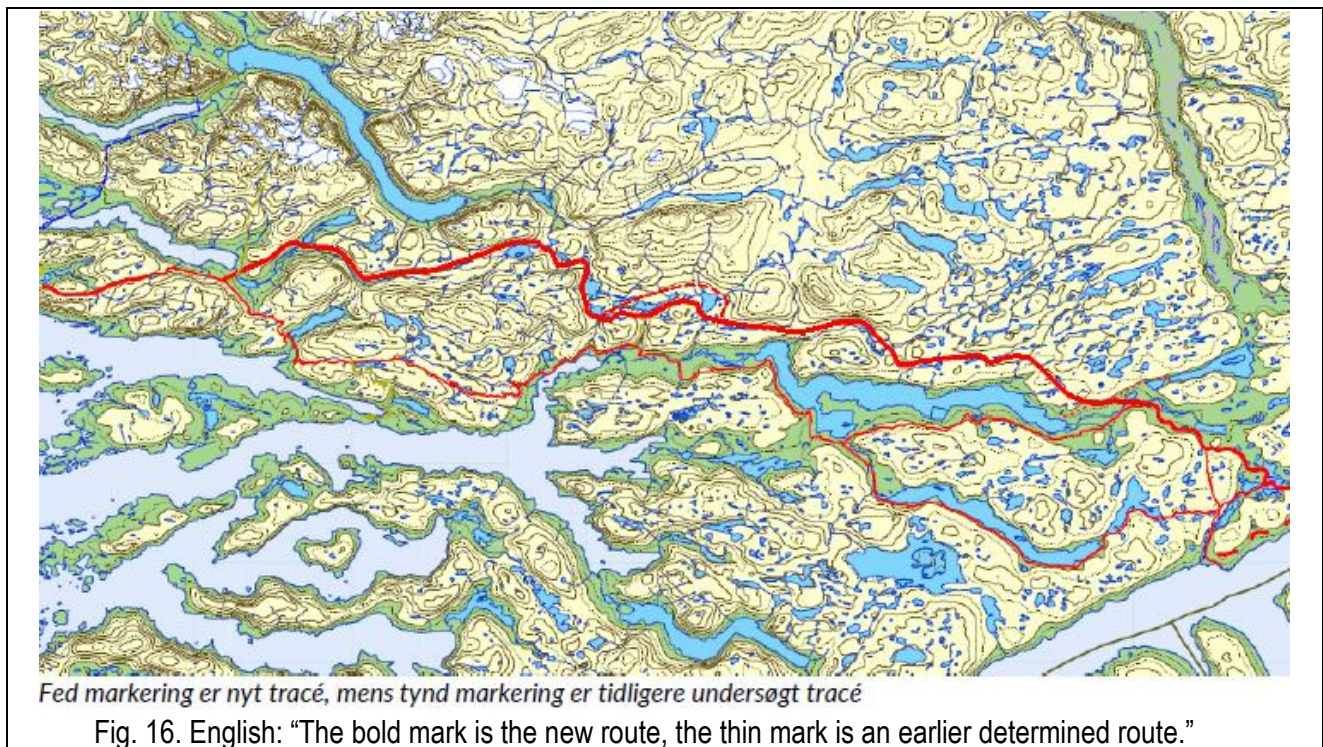 Fed markering er nyt tracé, mens tynd markering er tidligere undersøgt tracé
Fig. 16. English: “The bold mark is the new route, the thin mark is an earlier determined route.”